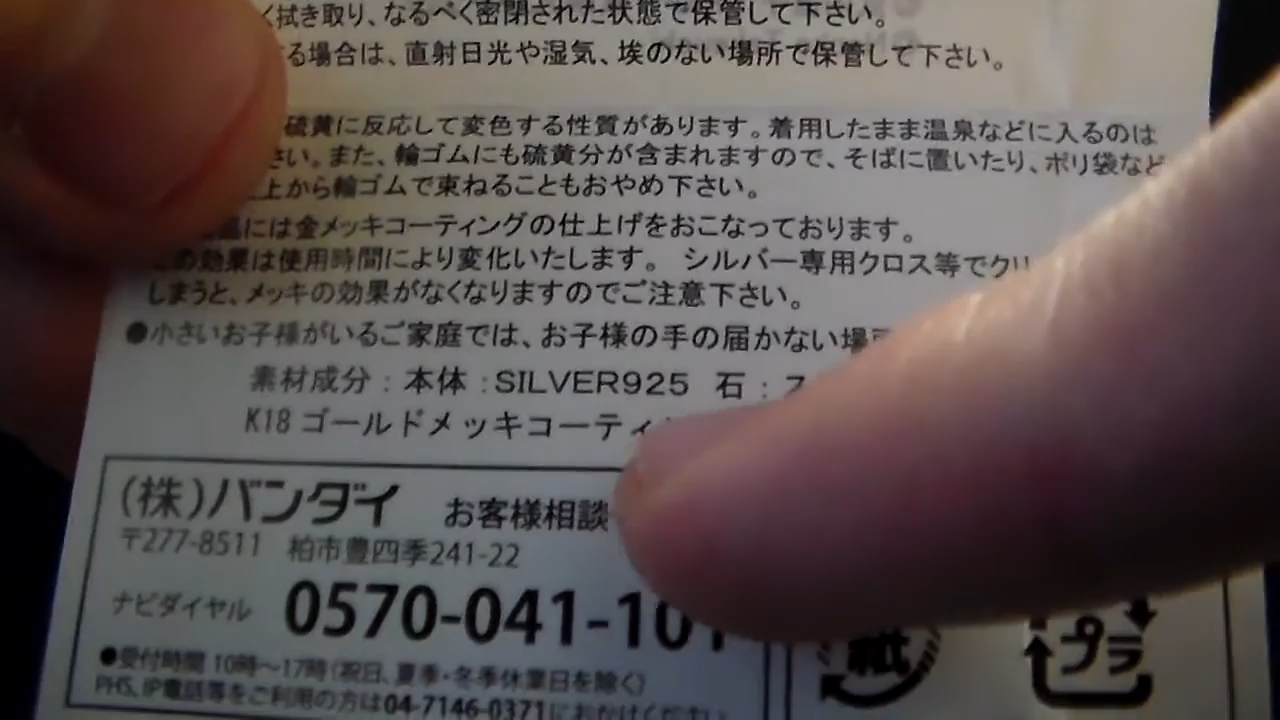 く拭き取り、なるべく密閉された状態で保管して下さい。
る場合は、直射日光や湿気、埃のない場所で保管して下さい。
硫黄に反応して変色する性質があります。着用したまま温泉などに入るのは
さい。また、輪ゴムにも硫黄分が含まれますので、そばに置いたり、ポリ袋など
上から輪ゴムで束ねることもおやめ下さい。
には金メッキコーティングの仕上げをおこなっております。
の効果は使用時間により変化いたします。 シルバー専用クロス等でクリ
しまうと、メッキの効果がなくなりますのでご注意下さい。
●小さいお子様がいるご家庭では、お子様の手の届かない場
素材成分：本体：SILVER925 石：
K18 ゴールドメッキコーティ
(株)バンダイ お客様相談
〒277-8511 柏市豊四季241-22
ナビダイヤル 0570-041-101
●受付時間 10時～17時(祝日、夏季・冬季休業日を除く)
PHS、IP電話等をご利用の方は04-7146-0371におかけください
紙
プラ